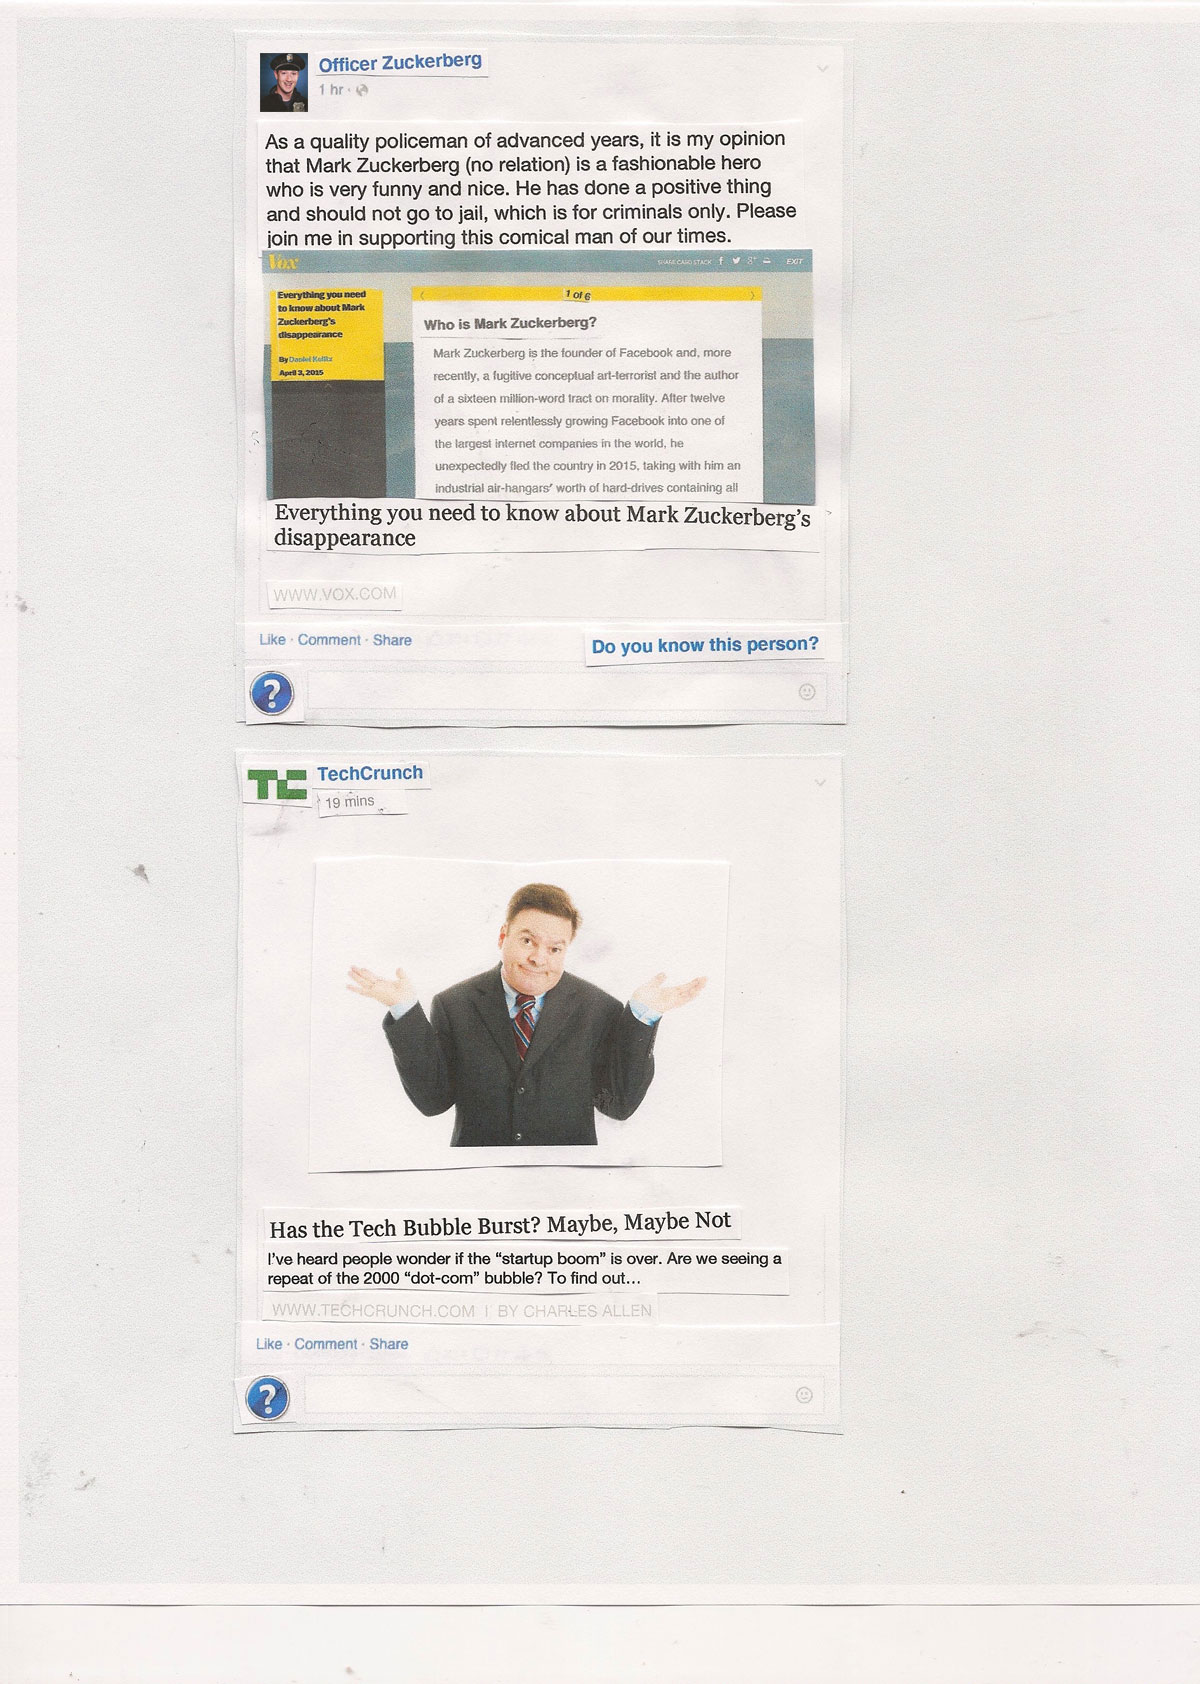 Officer Zuckerberg
1 hr ·
As a quality policeman of advanced years, it is my opinion
that Mark Zuckerberg (no relation) is a fashionable hero
who is very funny and nice. He has done a positive thing
and should not go to jail, which is for criminals only. Please
join me in supporting this comical man of our times.
Vox
SHARE CARD STACK
EXIT
Everything you need
to know about Mark
Zuckerberg's
disappearance
By Daniel Kolitz
April 3, 2015
1 of 6
Who is Mark Zuckerberg?
Mark Zuckerberg is the founder of Facebook and, more
recently, a fugitive conceptual art-terrorist and the author
of a sixteen million-word tract on morality. After twelve
years spent relentlessly growing Facebook into one of
the largest internet companies in the world, he
unexpectedly fled the country in 2015, taking with him an
industrial air-hangars' worth of hard-drives containing all
Everything you need to know about Mark Zuckerberg's
disappearance
WWW.VOX.COM
Like · Comment · Share
Do you know this person?
?
TC
TechCrunch
19 mins
Has the Tech Bubble Burst? Maybe, Maybe Not
I've heard people wonder if the "startup boom" is over. Are we seeing a
repeat of the 2000 "dot-com" bubble? To find out...
WWW.TECHCRUNCH.COM | BY CHARLES ALLEN
Like · Comment · Share
?